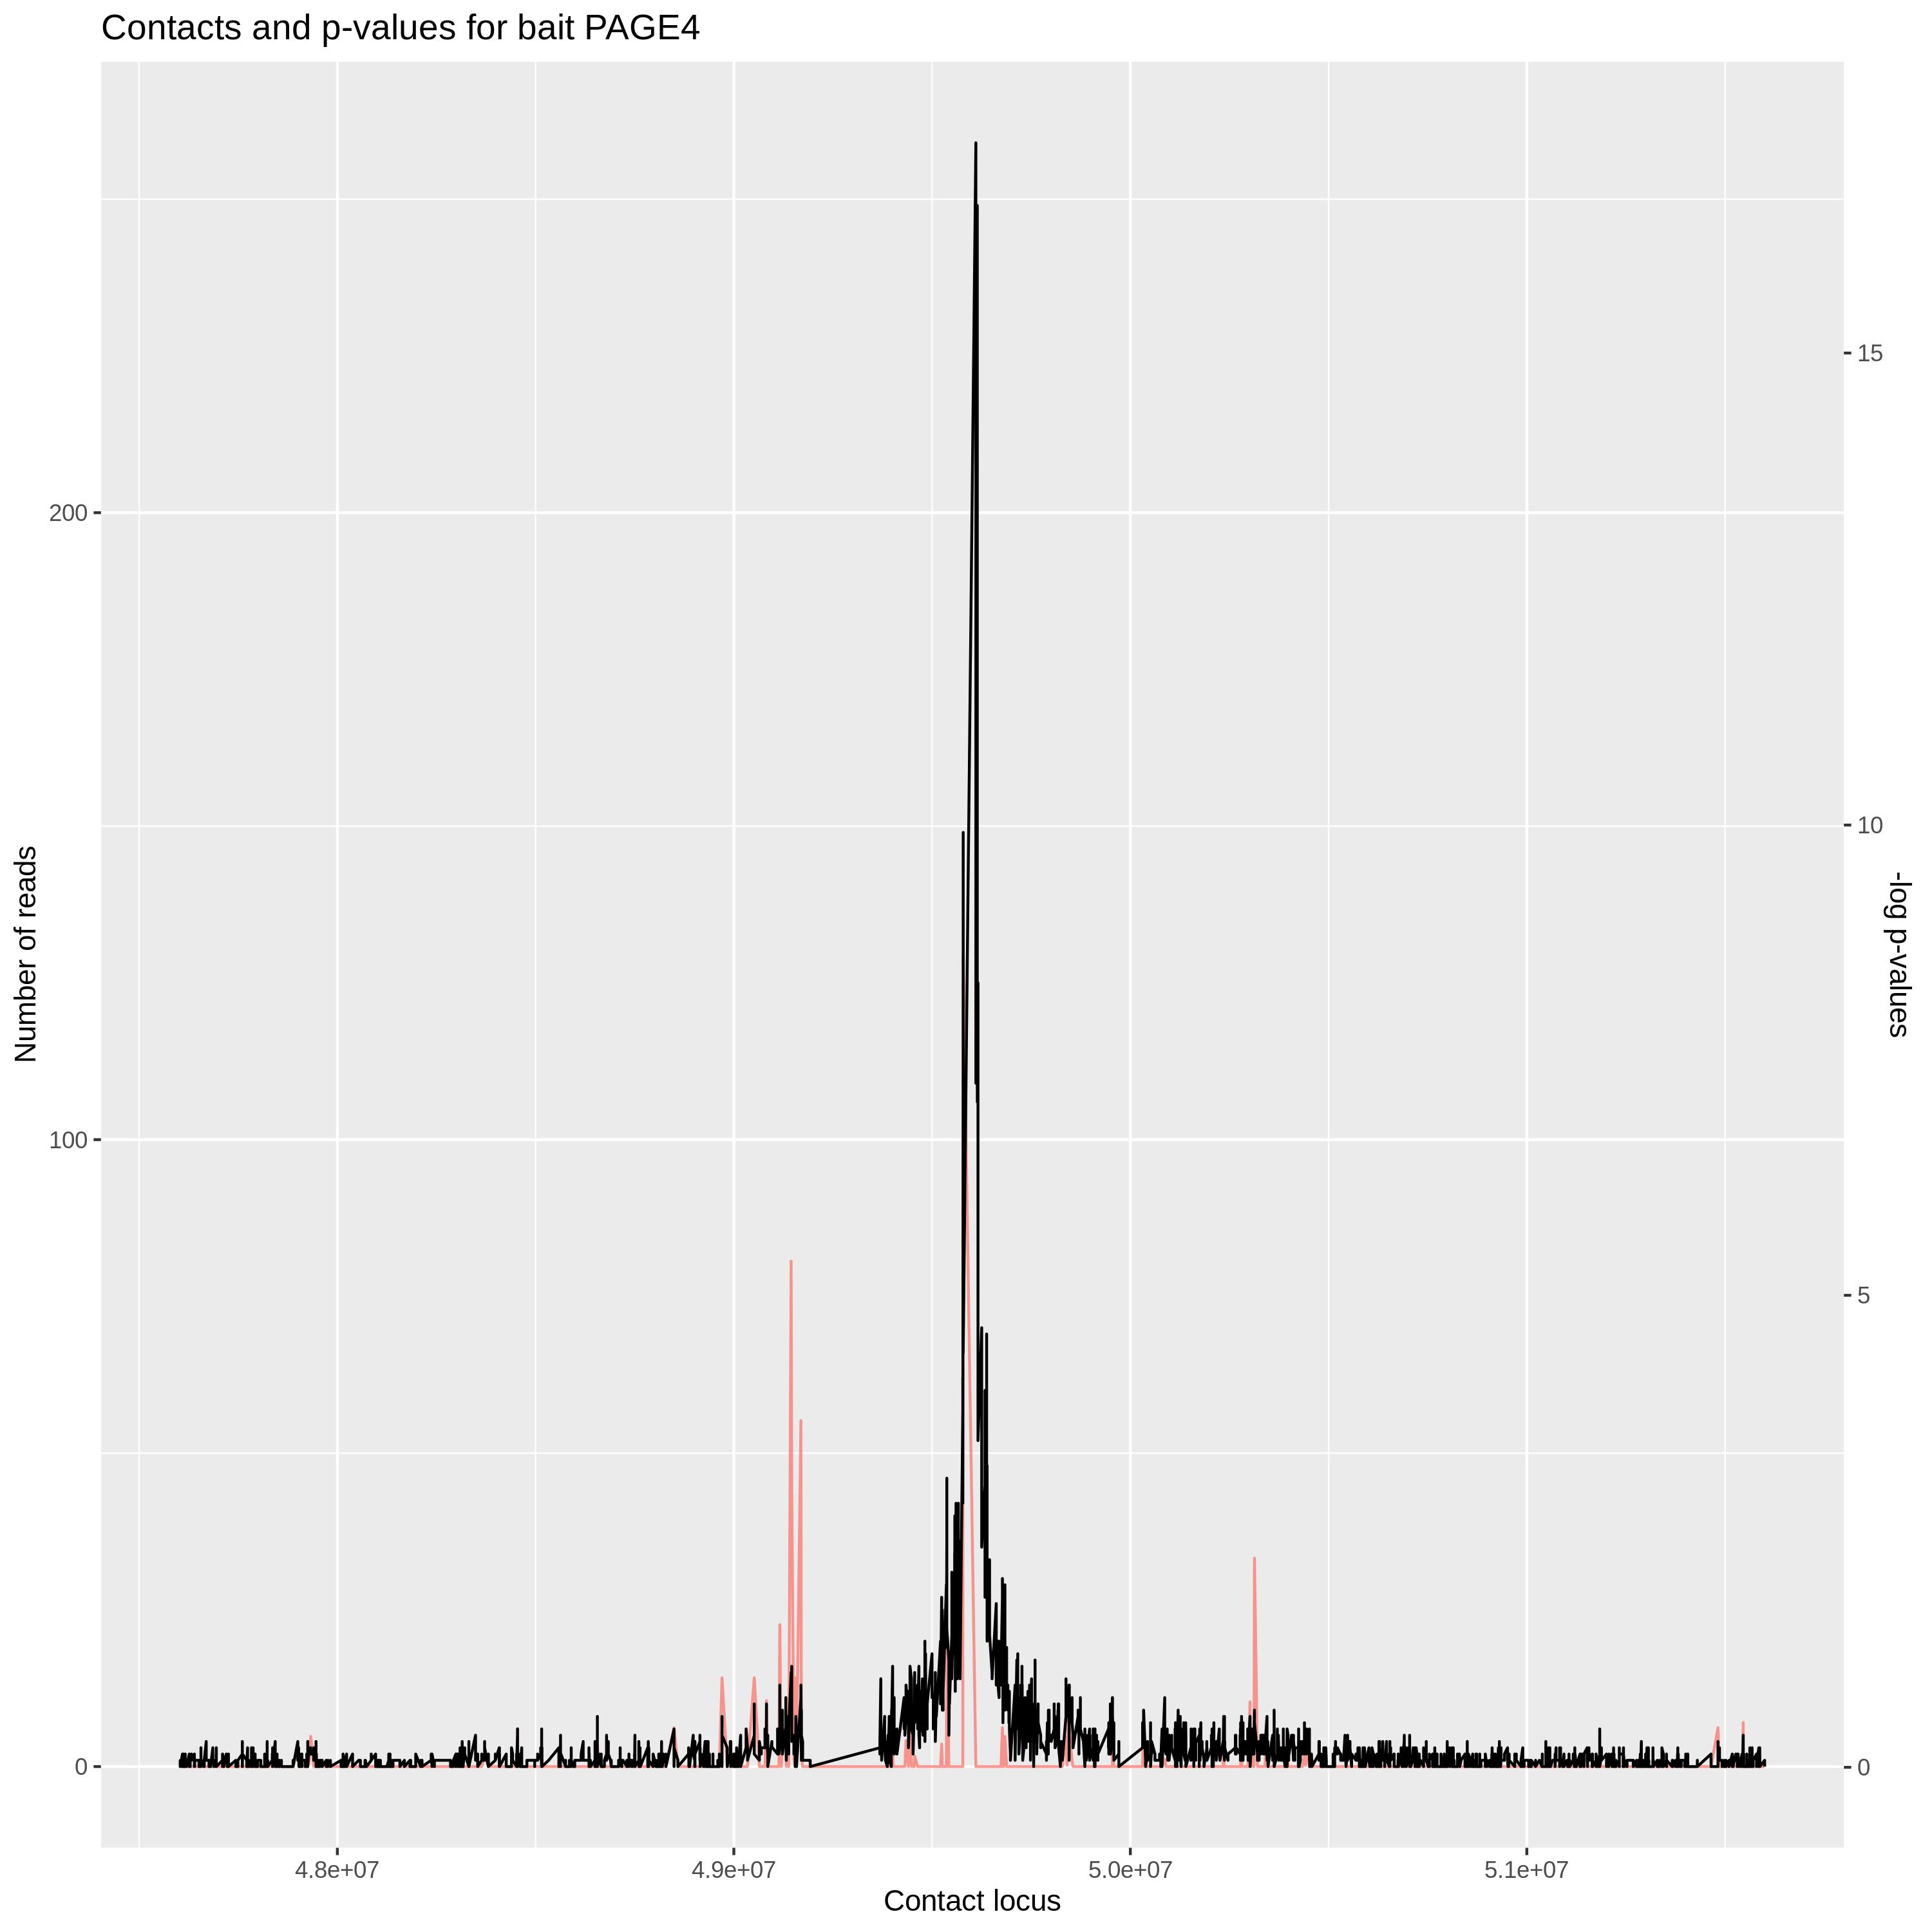 Contacts and p-values for bait PAGE4
Number of reads
200
100
0
15
10
5
0
-log p-values
4.8e+07 4.9e+07 5.0e+07 5.1e+07
Contact locus